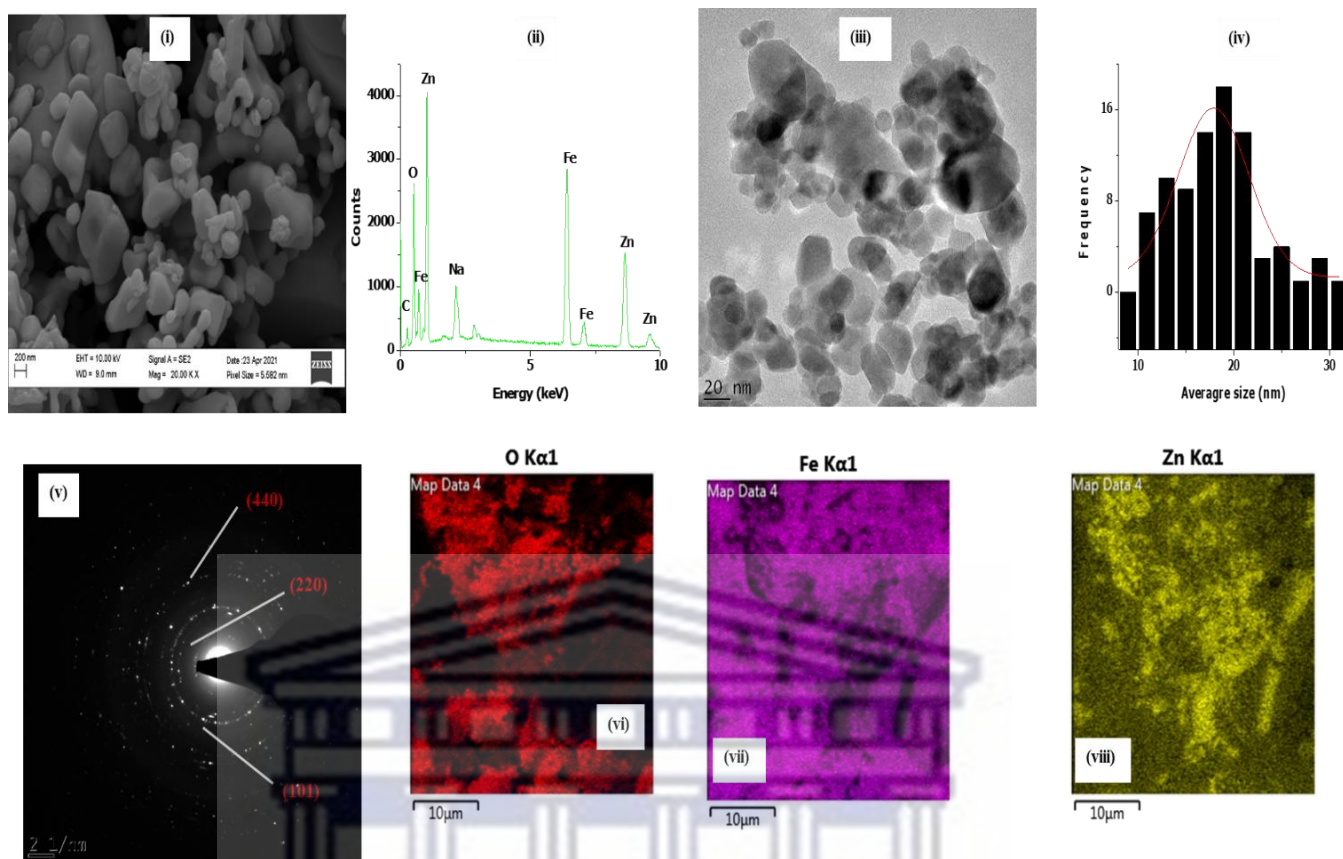 (i)
200 nm
EHT = 10.00 kV
Signal A = SE2
Date :23 Apr 2021
WD = 9.0 mm
Mag = 20.00 K X
Pixel Size = 5.582 nm
ZEISS
(ii)
Counts
4000
3000
2000
1000
0
C
O
Fe
Zn
Na
Fe
Fe
Zn
Zn
0
5
10
Energy (keV)
(iii)
20 nm
(iv)
Frequency
16
8
0
10
20
30
Averagre size (nm)
(v)
(440)
(220)
(101)
2 1/nm
O Kα1
Map Data 4
(vi)
10µm
Fe Kα1
Map Data 4
(vii)
10µm
Zn Kα1
Map Data 4
(viii)
10µm